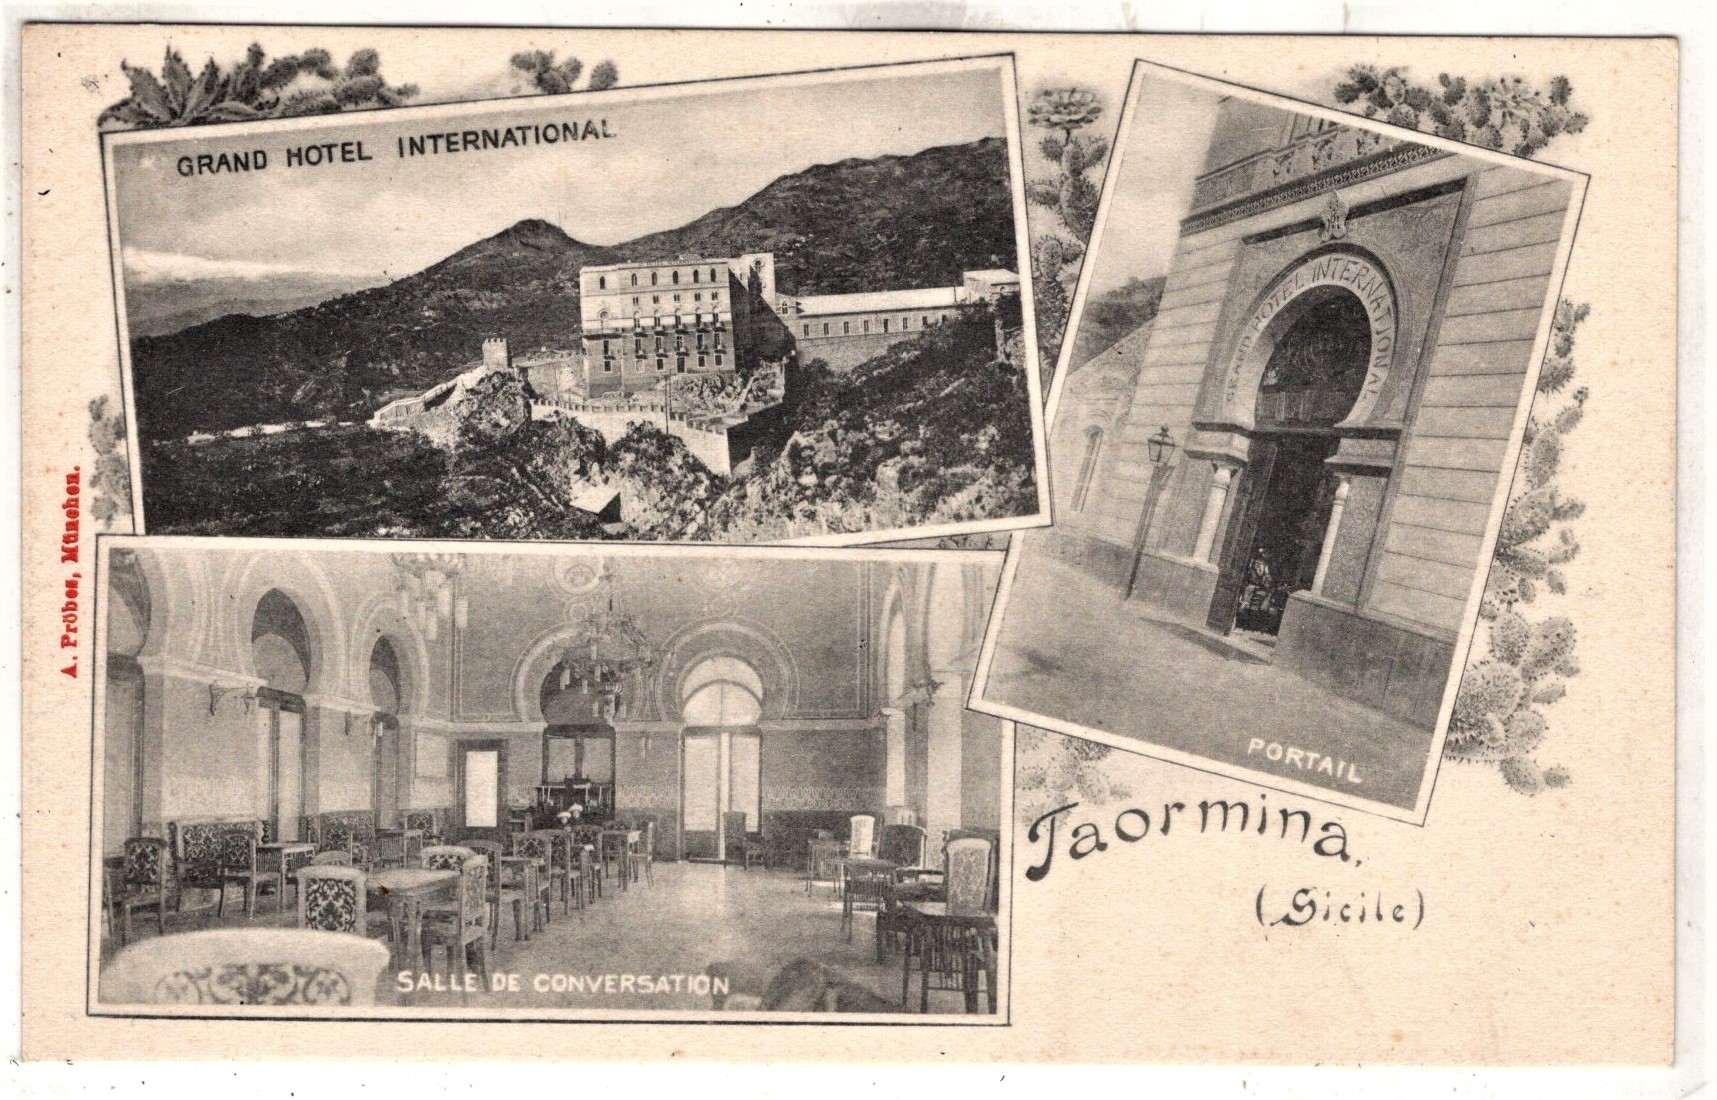 GRAND HOTEL INTERNATIONAL
GRAND HOTEL INTERNATIONAL
PORTAIL
A. Pröbes, München.
SALLE DE CONVERSATION
Taormina,
(Sicile)